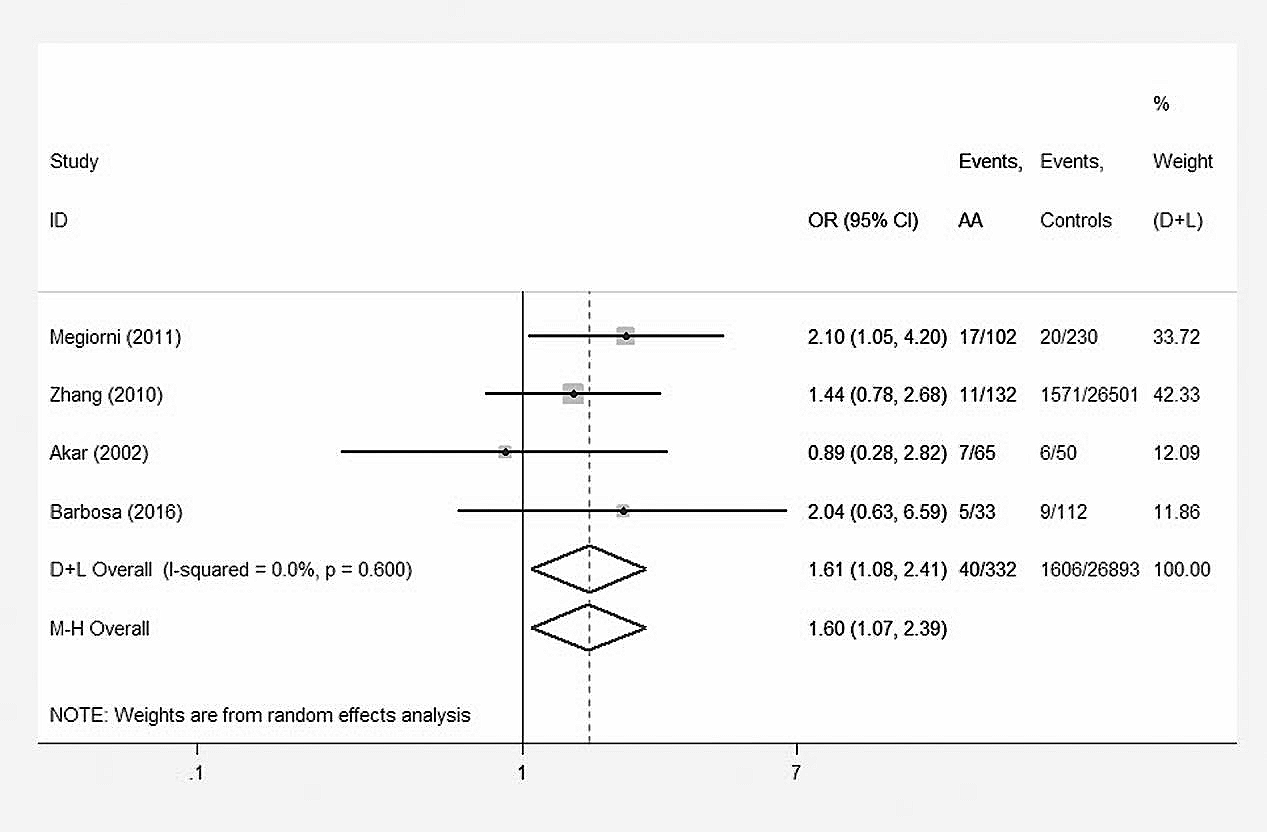 %
Study Events, Events, Weight
ID OR (95% CI) AA Controls (D+L)
Megiorni (2011) 2.10 (1.05, 4.20) 17/102 20/230 33.72
Zhang (2010) 1.44 (0.78, 2.68) 11/132 1571/26501 42.33
Akar (2002) 0.89 (0.28, 2.82) 7/65 6/50 12.09
Barbosa (2016) 2.04 (0.63, 6.59) 5/33 9/112 11.86
D+L Overall (I-squared = 0.0%, p = 0.600) 1.61 (1.08, 2.41) 40/332 1606/26893 100.00
M-H Overall 1.60 (1.07, 2.39)
NOTE: Weights are from random effects analysis
.1 1 7